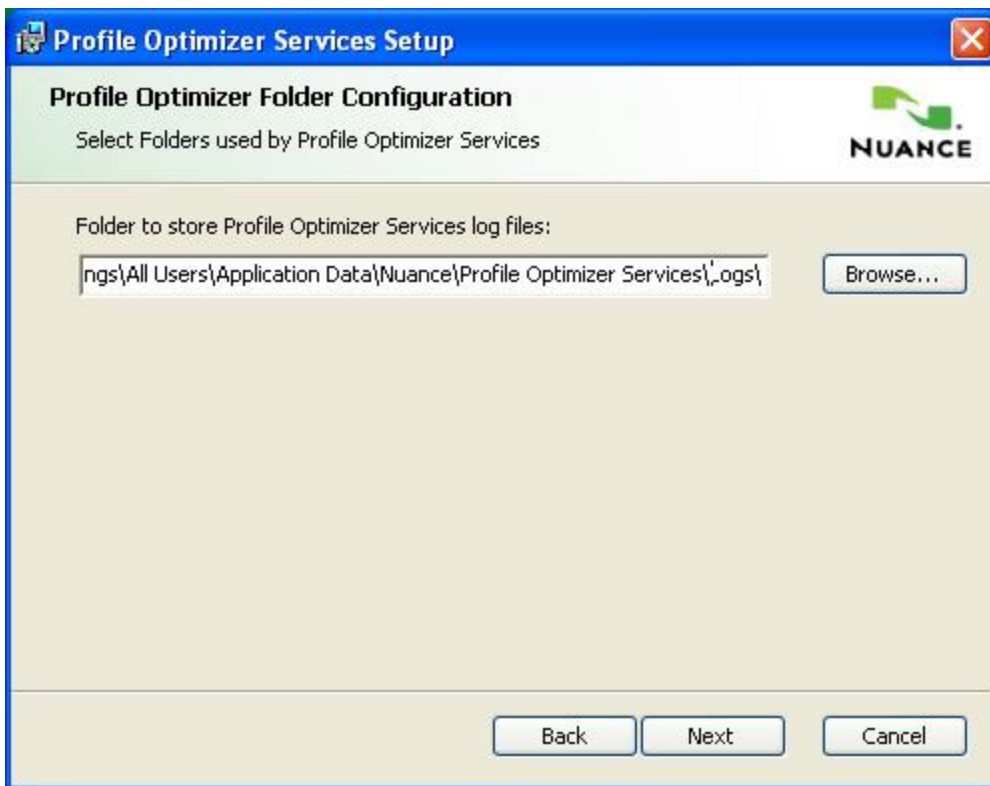 Profile Optimizer Services Setup
Profile Optimizer Folder Configuration
Select Folders used by Profile Optimizer Services
NUANCE
Folder to store Profile Optimizer Services log files:
ngs\All Users\Application Data\Nuance\Profile Optimizer Services\Logs\
Browse...
Back Next Cancel